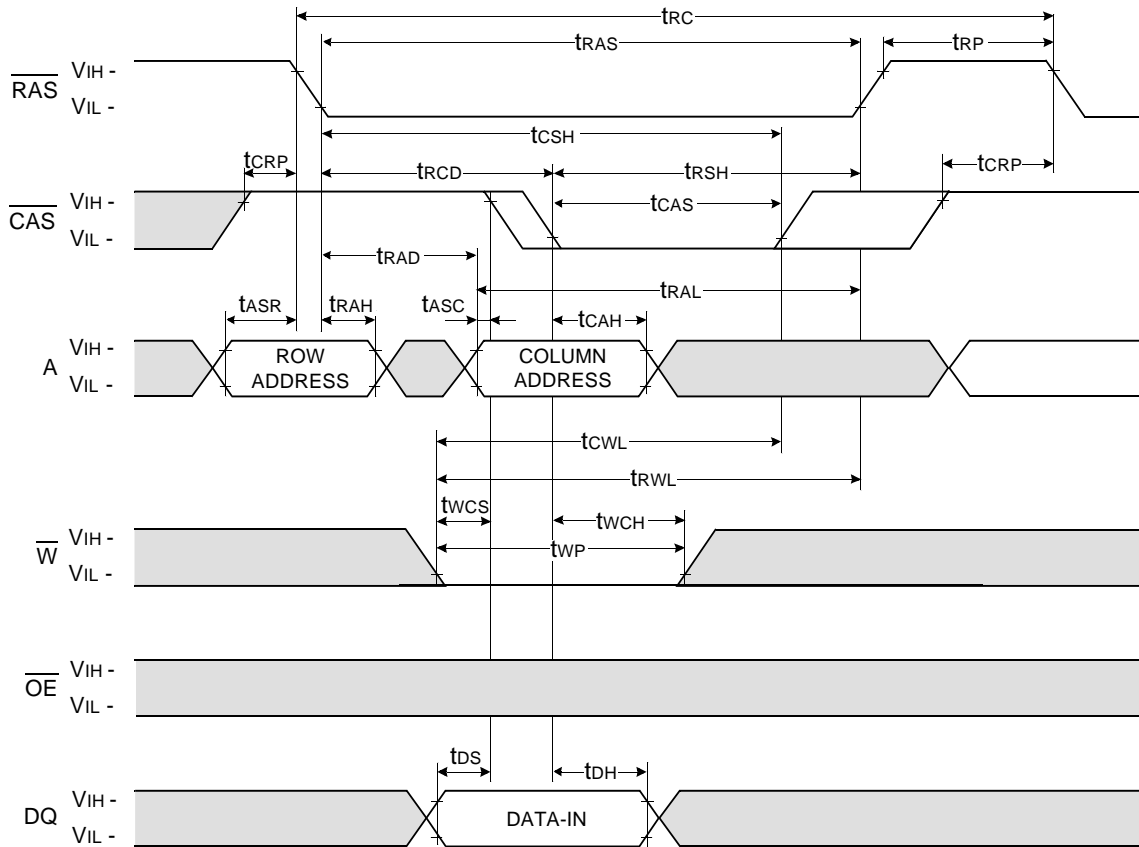 tRC
tRAS
tRP
RAS
VIH -
VIL -
tCSH
tCRP
tRCD
tRSH
tCRP
CAS
VIH -
VIL -
tCAS
tRAD
tRAL
tASR
tRAH
tASC
tCAH
A
VIH -
VIL -
ROW
ADDRESS
COLUMN
ADDRESS
tCWL
tRWL
tWCS
tWCH
W
VIH -
VIL -
tWP
OE
VIH -
VIL -
tDS
tDH
DQ
VIH -
VIL -
DATA-IN